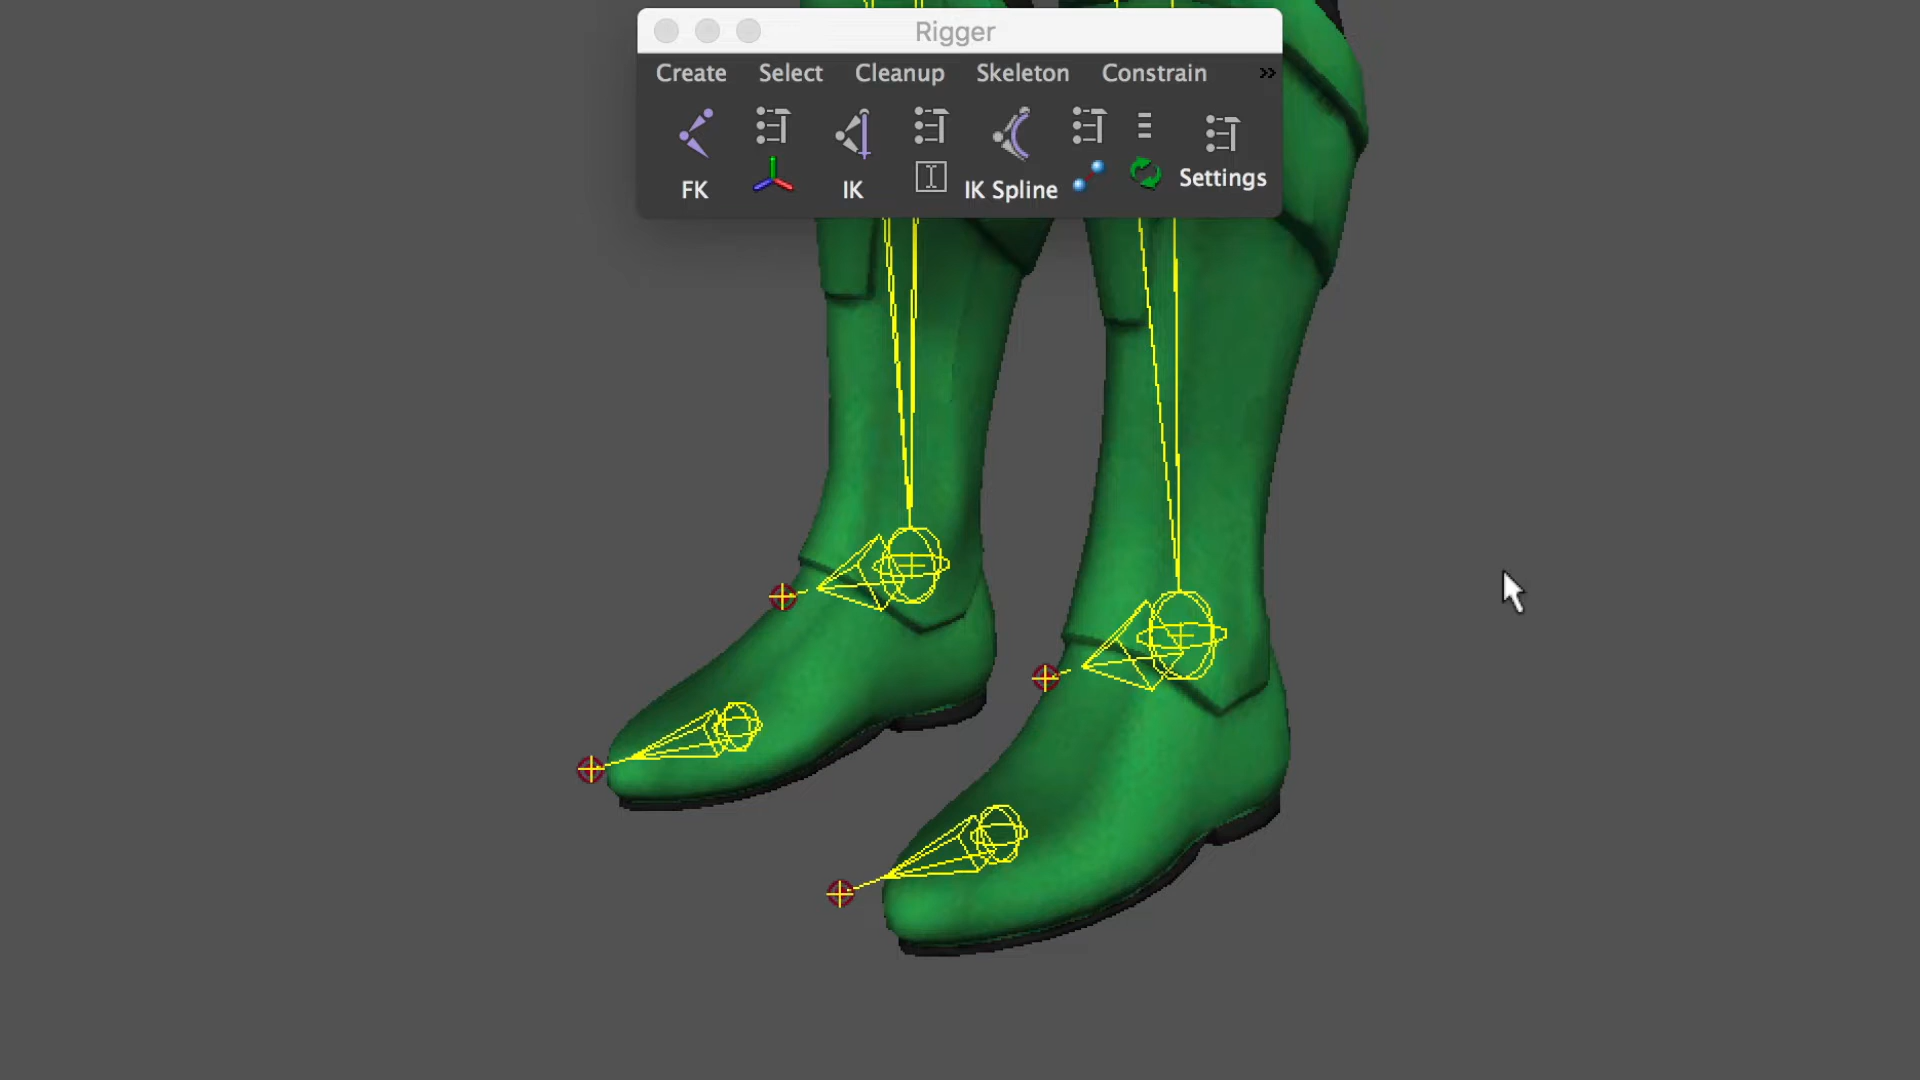 Rigger
Create Select Cleanup Skeleton Constrain »
FK IK IK Spline Settings